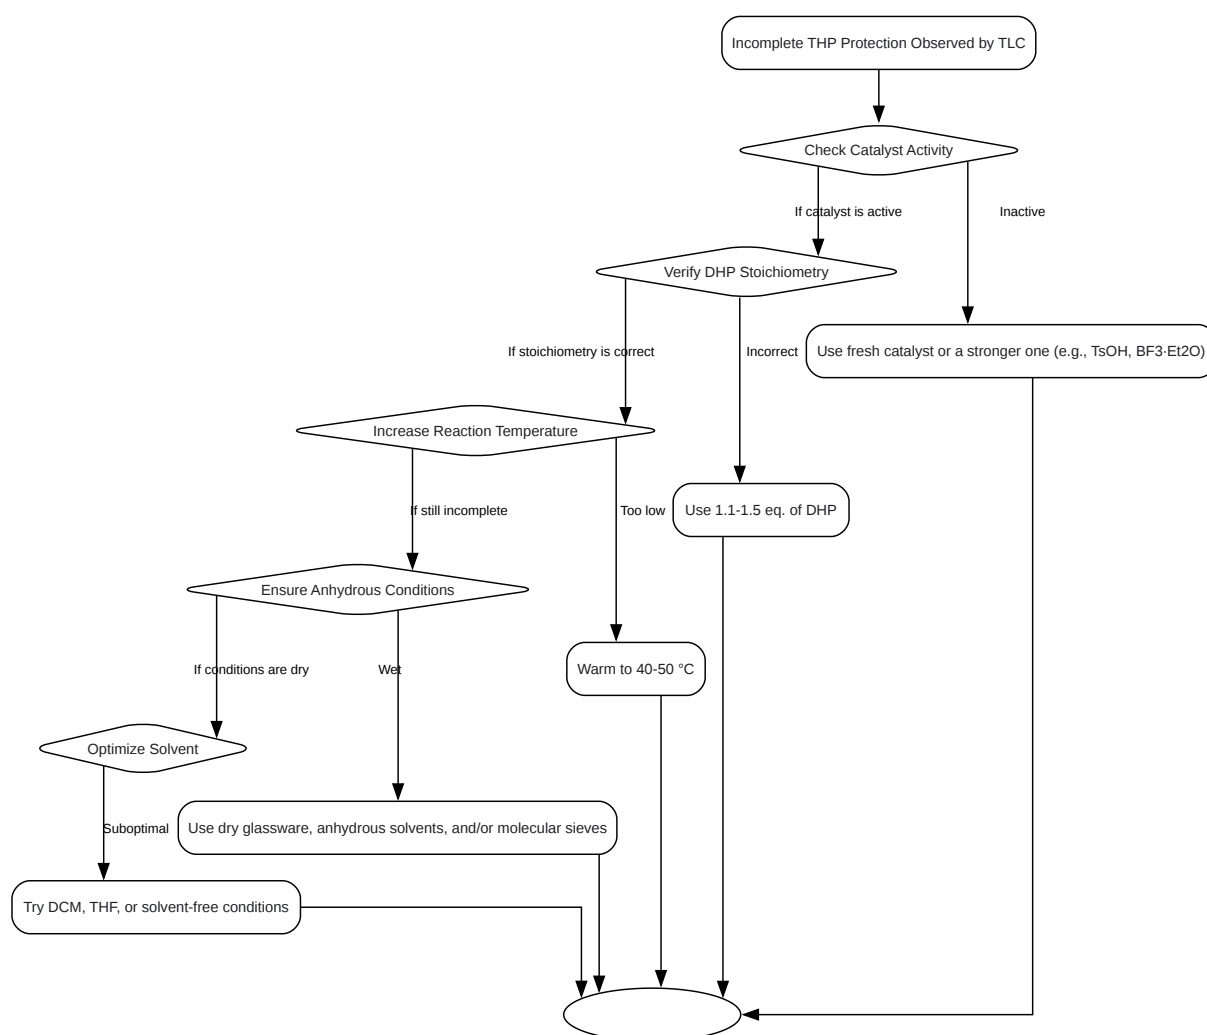 Incomplete THP Protection Observed by TLC
Check Catalyst Activity
If catalyst is active
Inactive
Verify DHP Stoichiometry
If stoichiometry is correct
Incorrect
Use fresh catalyst or a stronger one (e.g., TsOH, BF3·Et2O)
Increase Reaction Temperature
If still incomplete
Too low
Use 1.1-1.5 eq. of DHP
Ensure Anhydrous Conditions
If conditions are dry
Wet
Warm to 40-50 °C
Optimize Solvent
Suboptimal
Use dry glassware, anhydrous solvents, and/or molecular sieves
Try DCM, THF, or solvent-free conditions